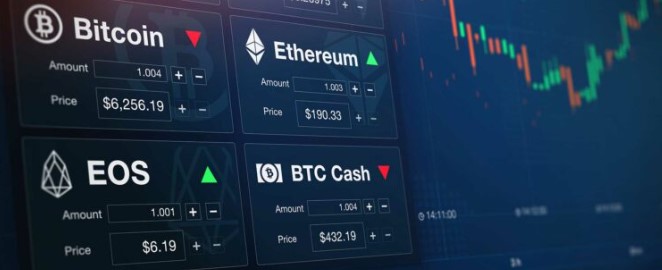 Bitcoin
Amount 1.004 + −
Price $6,256.19 + −
Ethereum
Amount 1.003 + −
Price $190.33 + −
EOS
Amount 1.001 + −
Price $6.19 + −
BTC Cash
Amount 1.004 + −
Price $432.19 + −
14:11:00